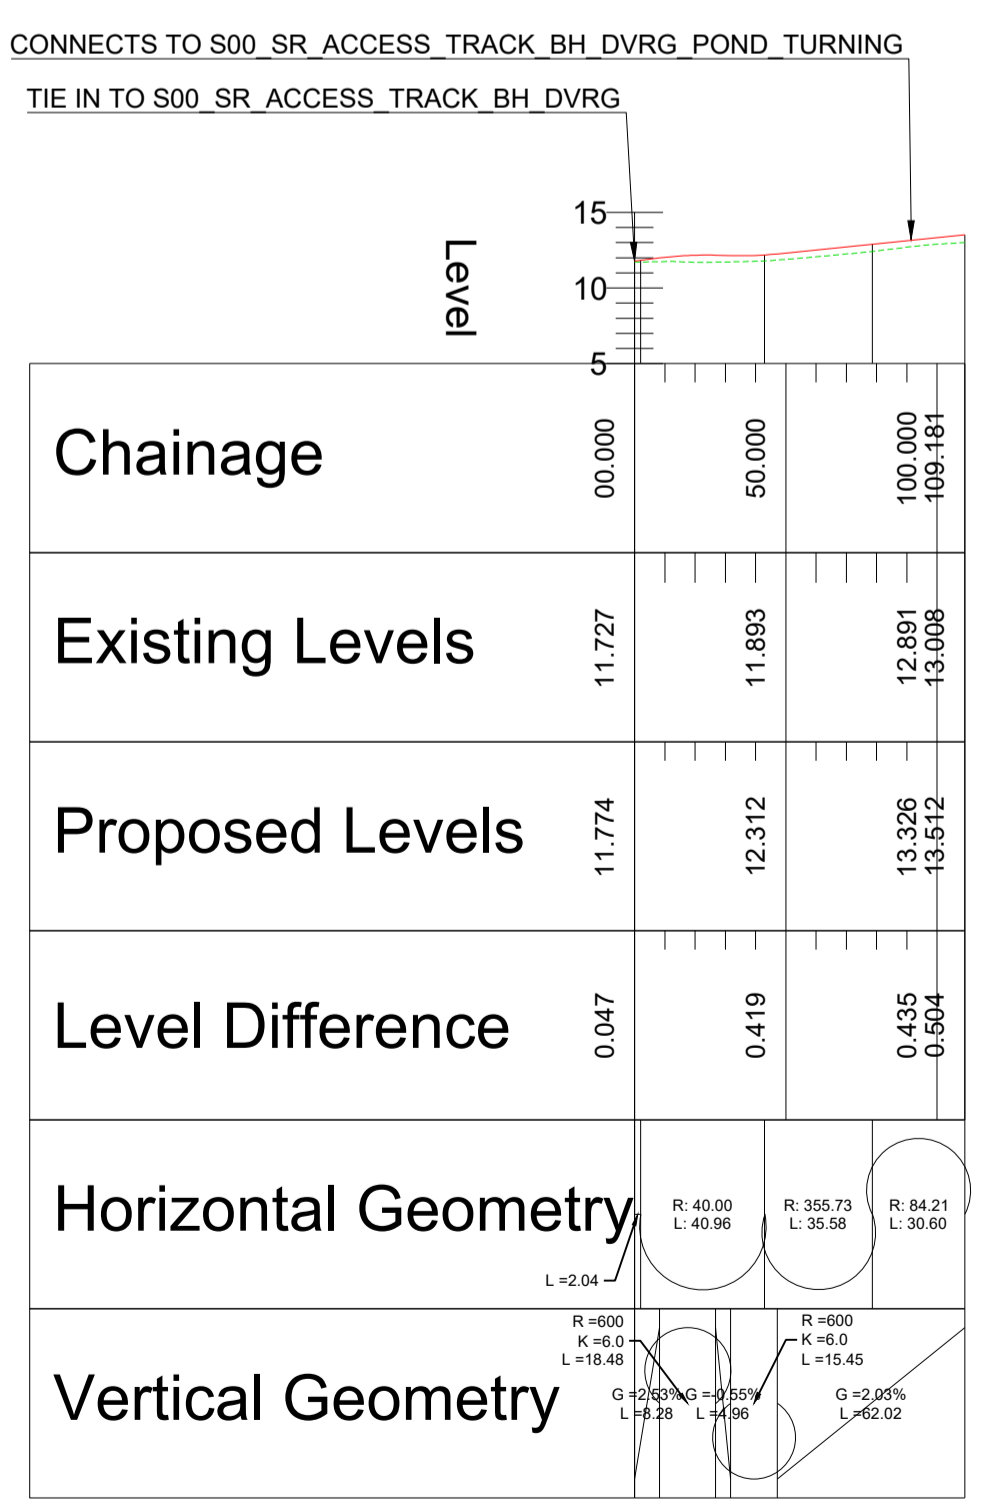 CONNECTS TO S00_SR_ACCESS_TRACK_BH_DVRG_POND_TURNING
TIE IN TO S00_SR_ACCESS_TRACK_BH_DVRG
Level
15
10
5
Chainage
00.000
50.000
100.000
109.181
Existing Levels
11.727
11.893
12.891
13.008
Proposed Levels
11.774
12.312
13.326
13.512
Level Difference
0.047
0.419
0.435
0.504
Horizontal Geometry
L =2.04
R: 40.00
L: 40.96
R: 355.73
L: 35.58
R: 84.21
L: 30.60
Vertical Geometry
R =600
K =6.0
L =18.48
R =600
K =6.0
L =15.45
G =2.53%
L =8.28
G =-0.55%
L =4.96
G =2.03%
L =62.02